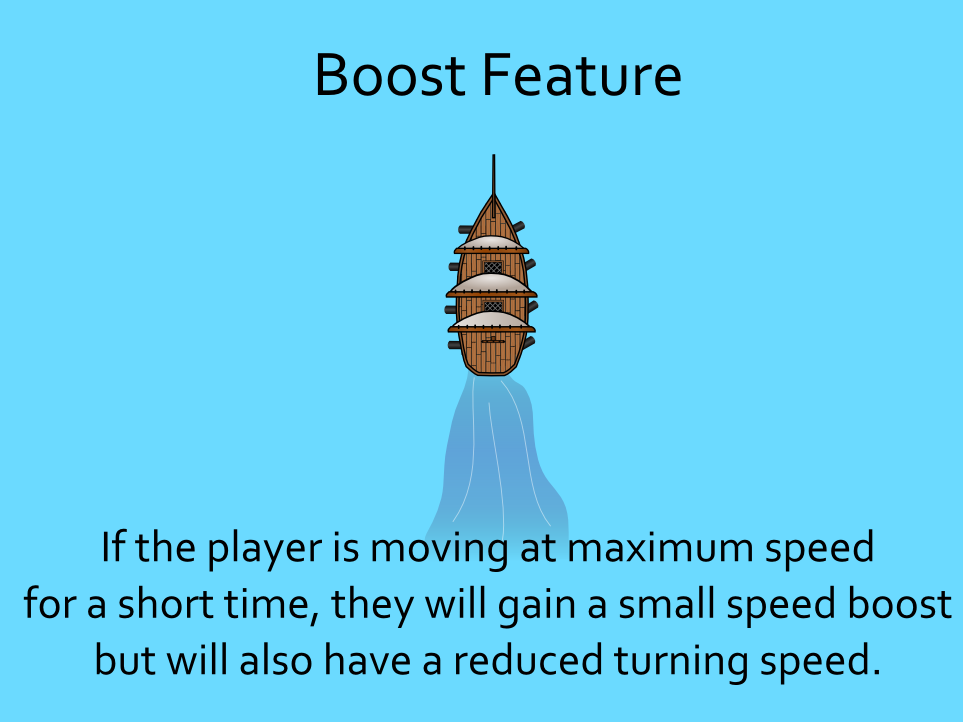 Boost Feature
If the player is moving at maximum speed
for a short time, they will gain a small speed boost
but will also have a reduced turning speed.